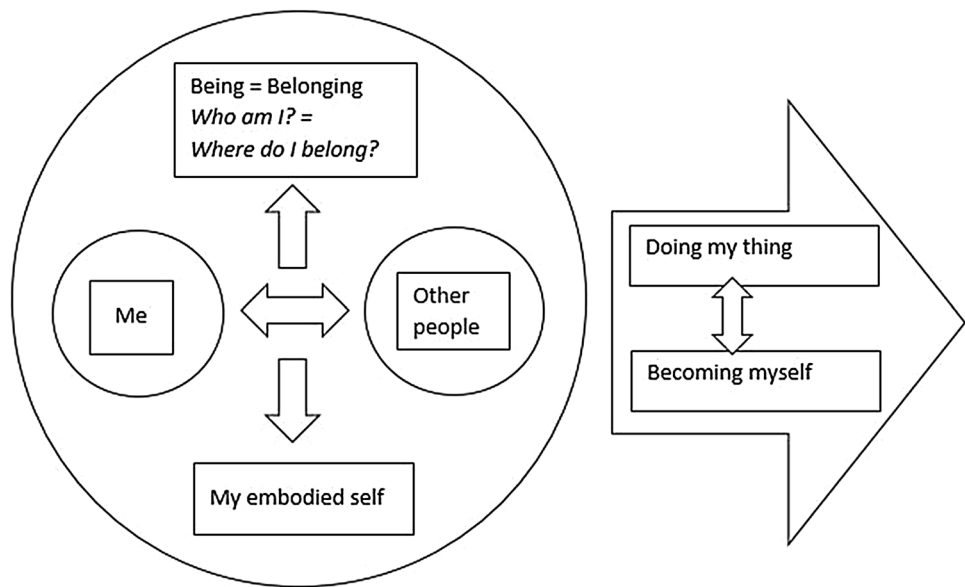 Being = Belonging
Who am I? =
Where do I belong?
Me
Other
people
My embodied self
Doing my thing
Becoming myself